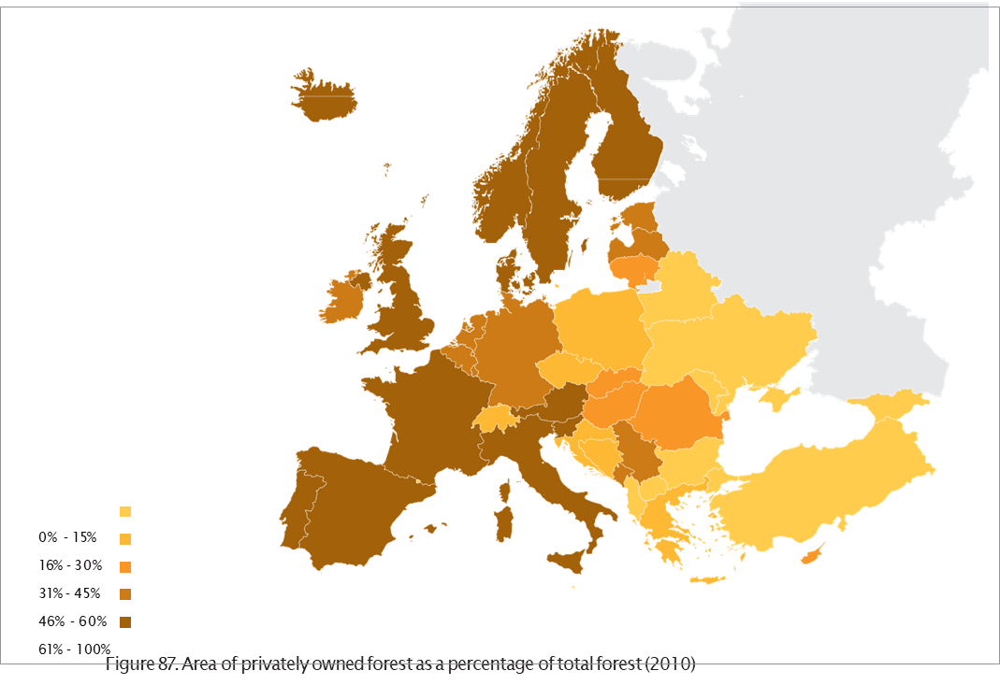 0% - 15%
16% - 30%
31% - 45%
46% - 60%
61% - 100%
Figure 87. Area of privately owned forest as a percentage of total forest (2010)